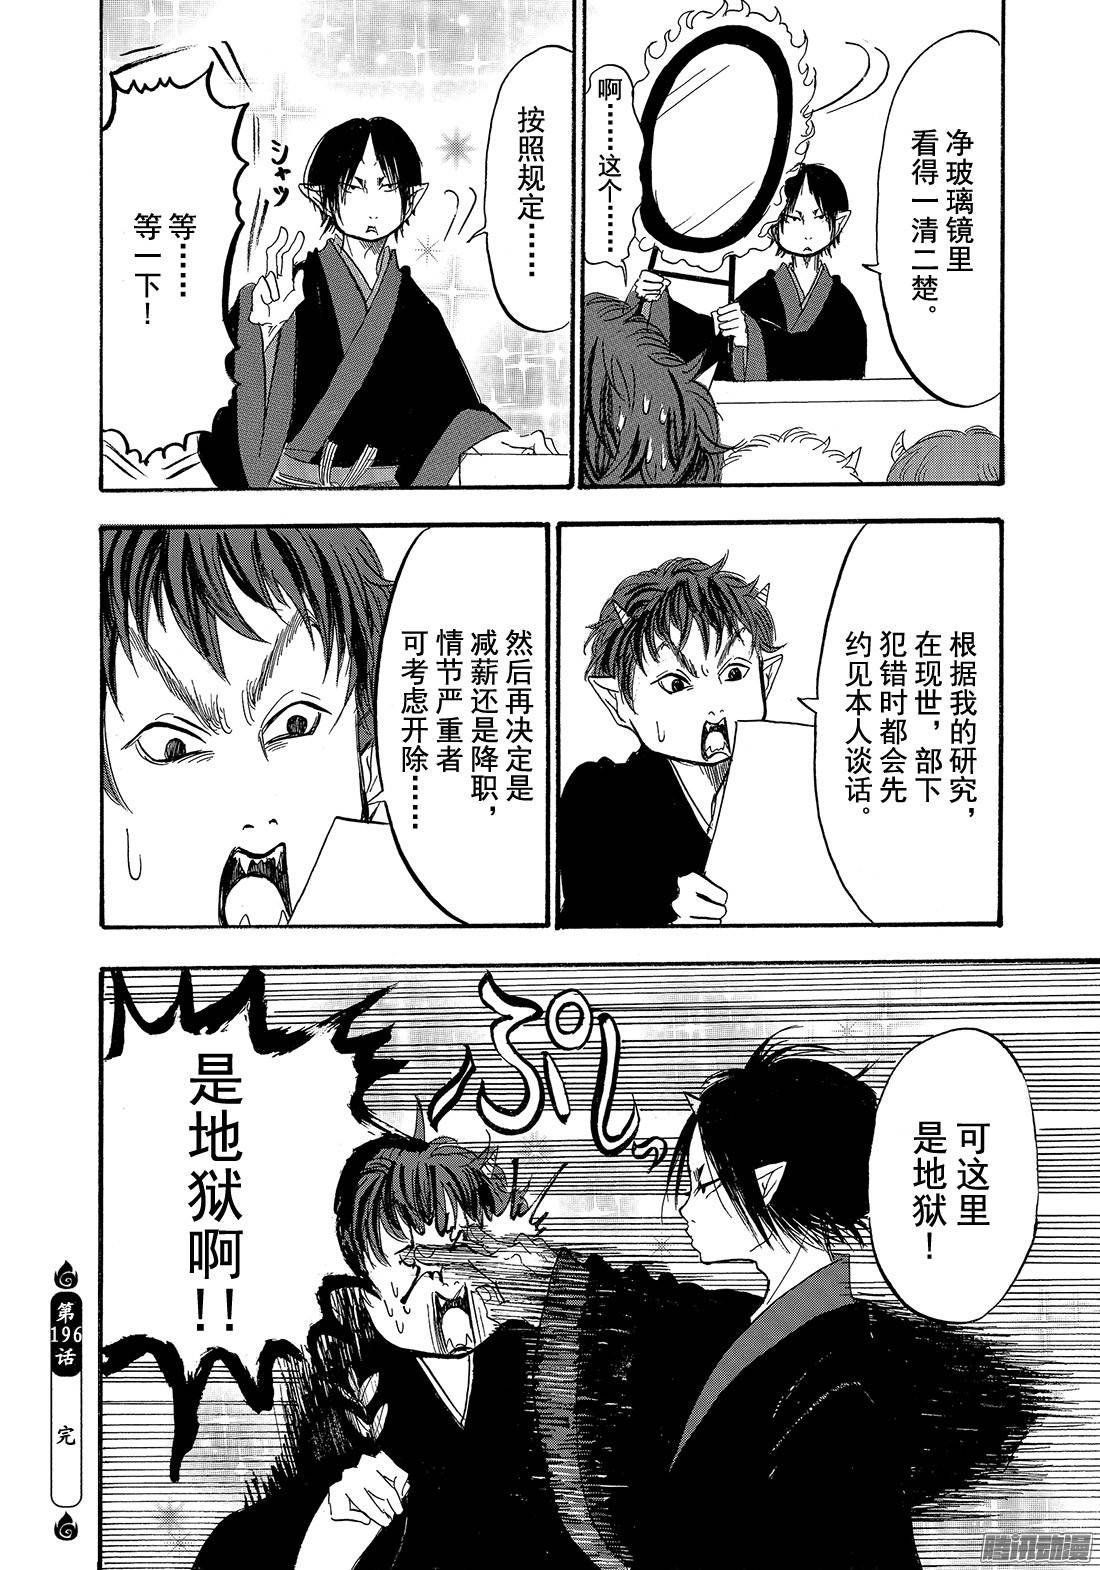 净玻璃镜里
看得一清二楚。
啊………这个………
按照规定………
シャッ
等……
等一下！
根据我的研究，
在现世，部下
犯错时都会先
约见本人谈话。
然后再决定是
减薪还是降职，
情节严重者
可考虑开除……
可这里
是地狱！
ぷしっ
是地狱啊！！
第
196
话
完
腾讯动漫